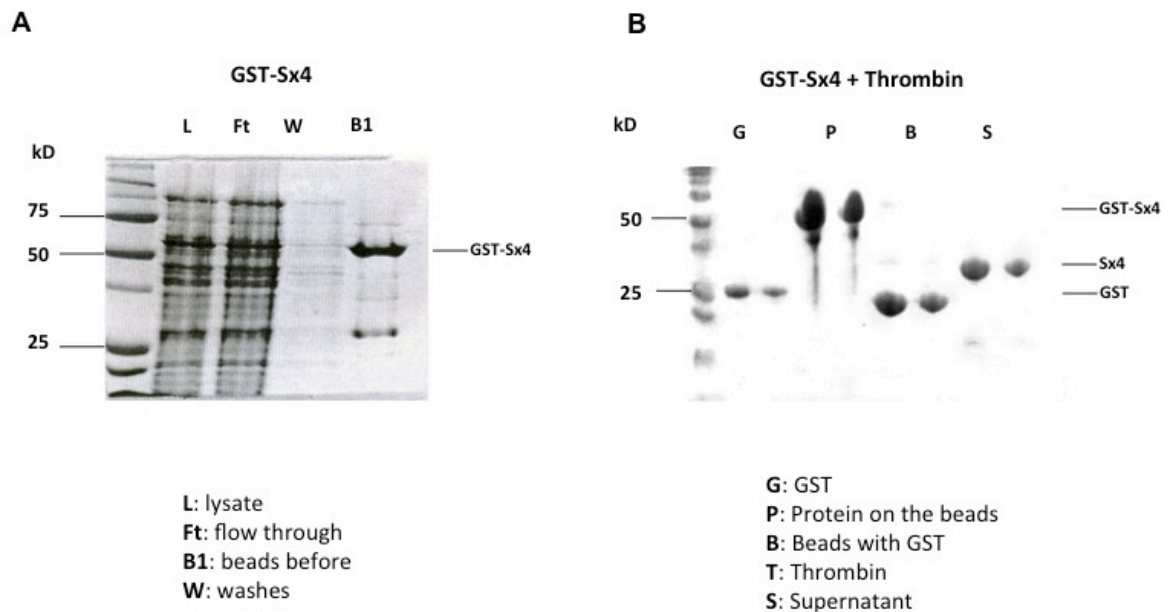 A
GST-Sx4
L Ft W B1
kD
75
50
25
GST-Sx4
L: lysate
Ft: flow through
B1: beads before
W: washes
B
GST-Sx4 + Thrombin
kD
G P B S
50
25
GST-Sx4
Sx4
GST
G: GST
P: Protein on the beads
B: Beads with GST
T: Thrombin
S: Supernatant